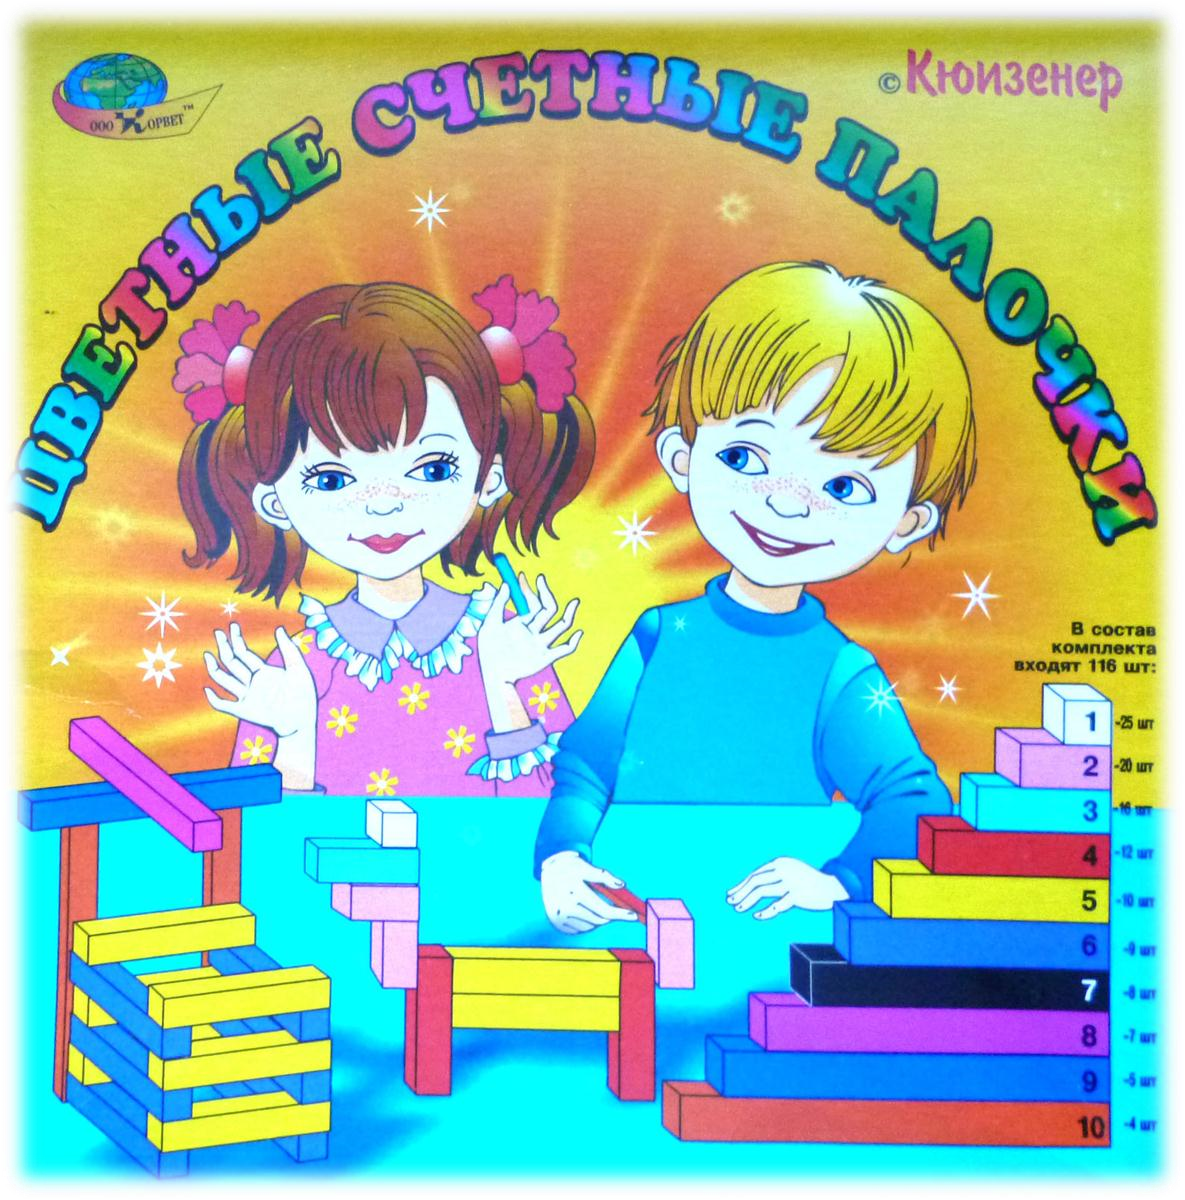 ООО КОРВЕТ™
© Кюизенер
ЦВЕТНЫЕ СЧЕТНЫЕ ПАЛОЧКИ
В состав
комплекта
входят 116 шт:
1 -25 шт
2 -20 шт
3 -16 шт
4 -12 шт
5 -10 шт
6 -9 шт
7 -8 шт
8 -7 шт
9 -5 шт
10 -4 шт